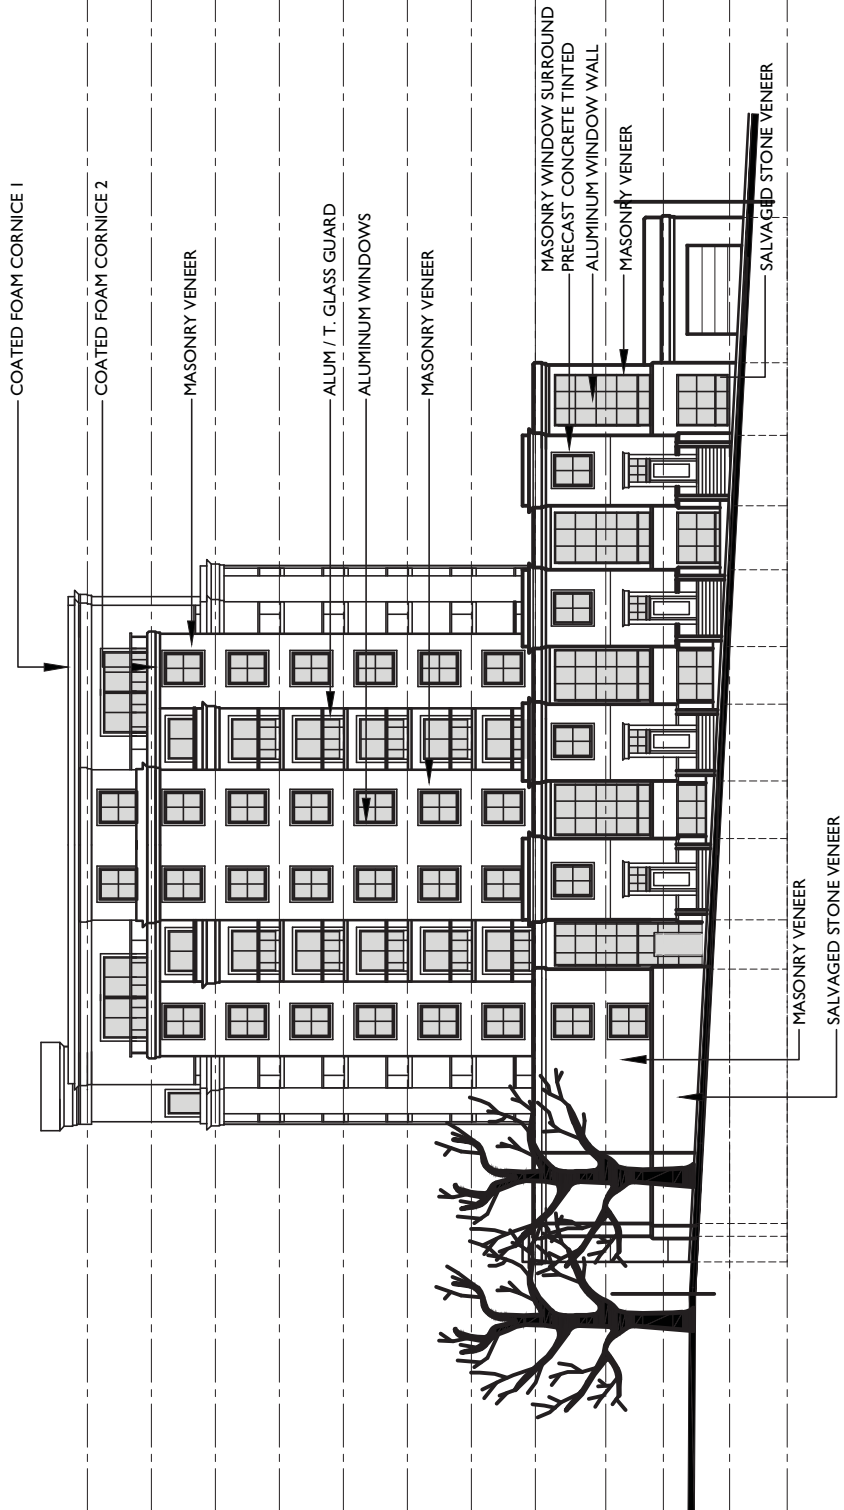 COATED FOAM CORNICE 1
COATED FOAM CORNICE 2
MASONRY VENEER
ALUM / T. GLASS GUARD
ALUMINUM WINDOWS
MASONRY VENEER
MASONRY WINDOW SURROUND
PRECAST CONCRETE TINTED
ALUMINUM WINDOW WALL
MASONRY VENEER
SALVAGED STONE VENEER
MASONRY VENEER
SALVAGED STONE VENEER